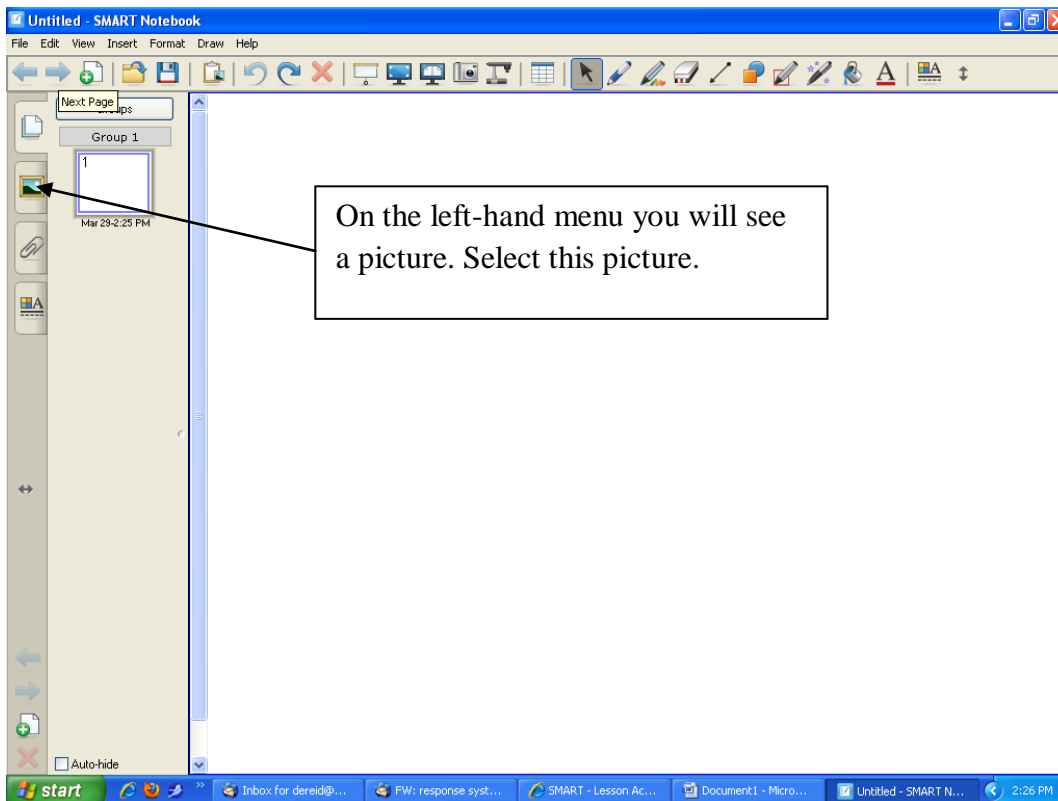 Untitled - SMART Notebook
File Edit View Insert Format Draw Help
Next Page
Group 1
1
Mar 29-2:25 PM
On the left-hand menu you will see
a picture. Select this picture.
Auto-hide
start
Inbox for dereid@...
FW: response syst...
SMART - Lesson Ac...
Document1 - Micro...
Untitled - SMART N...
2:26 PM